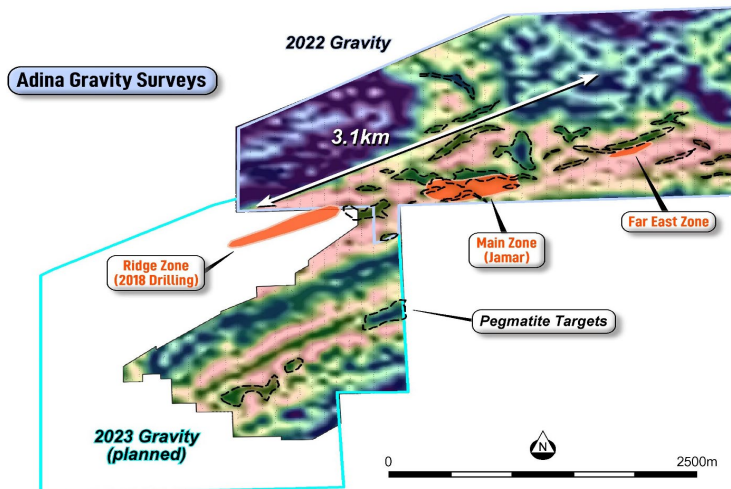 2022 Gravity
Adina Gravity Surveys
3.1km
Far East Zone
Main Zone
(Jamar)
Ridge Zone
(2018 Drilling)
Pegmatite Targets
2023 Gravity
(planned)
N
0
2500m